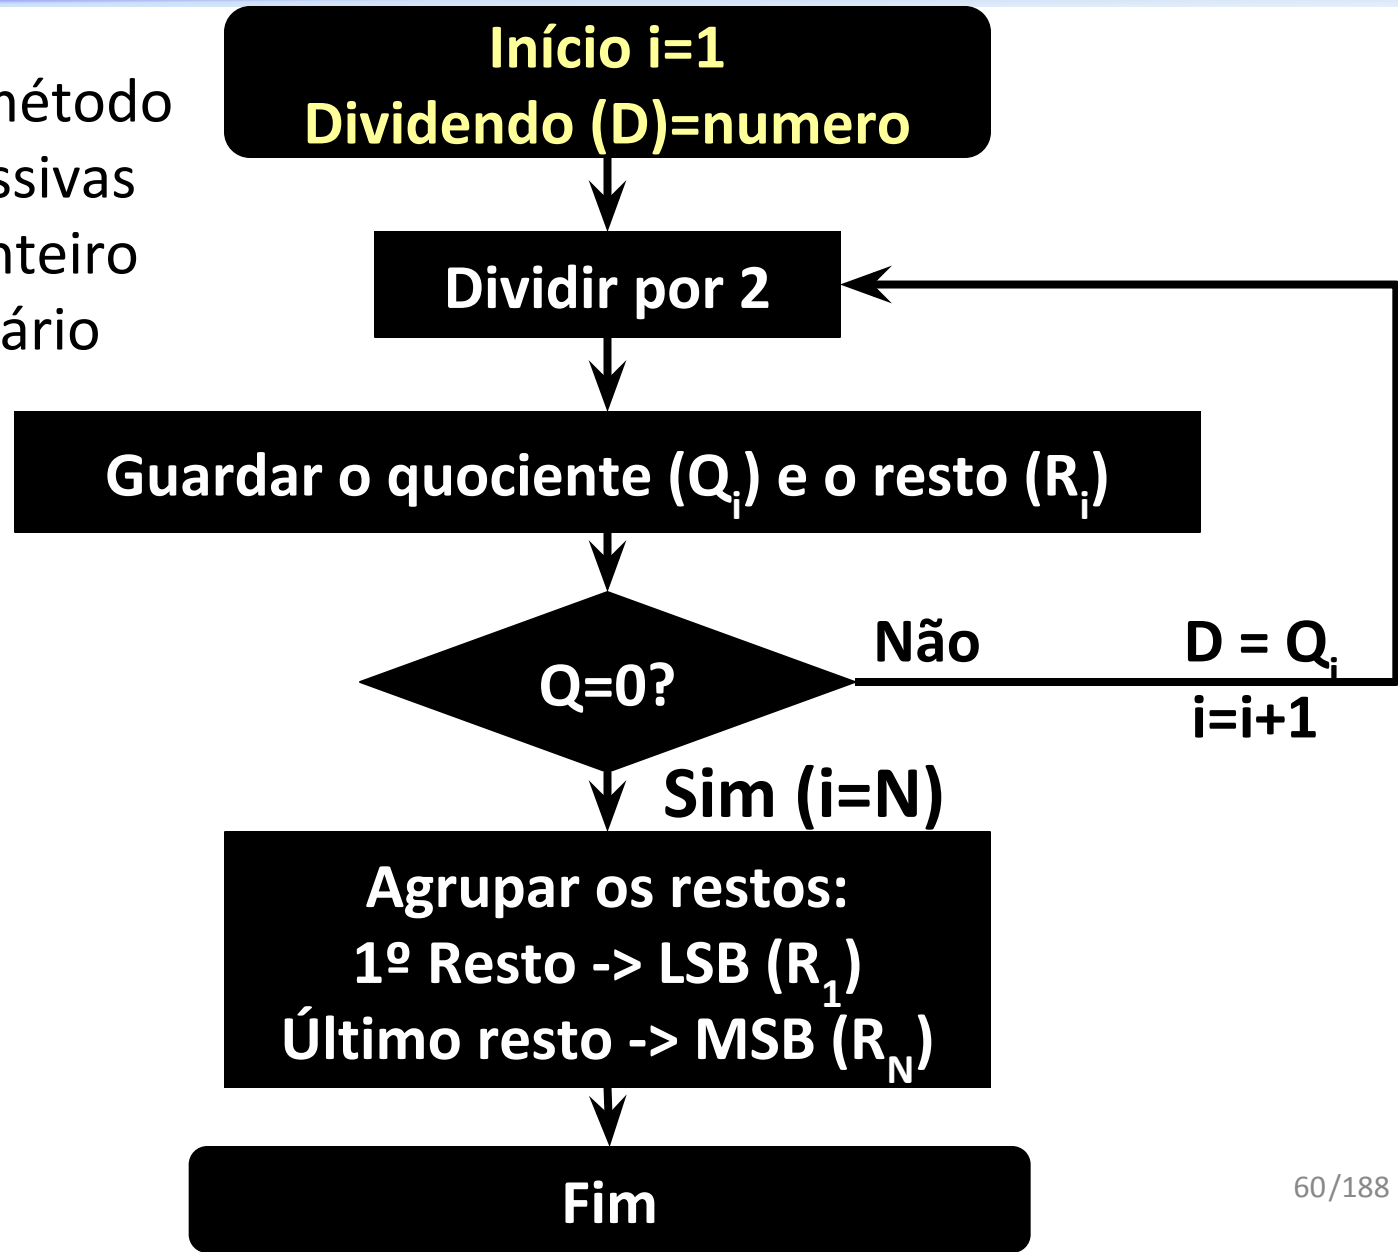 Início i=1
Dividendo (D)=numero
método
ssivas
nteiro
ário
Dividir por 2
Guardar o quociente (Qi) e o resto (Ri)
Q=0?
Não
D = Qi
i=i+1
Sim (i=N)
Agrupar os restos:
1º Resto -> LSB (R1)
Último resto -> MSB (RN)
Fim
60/188